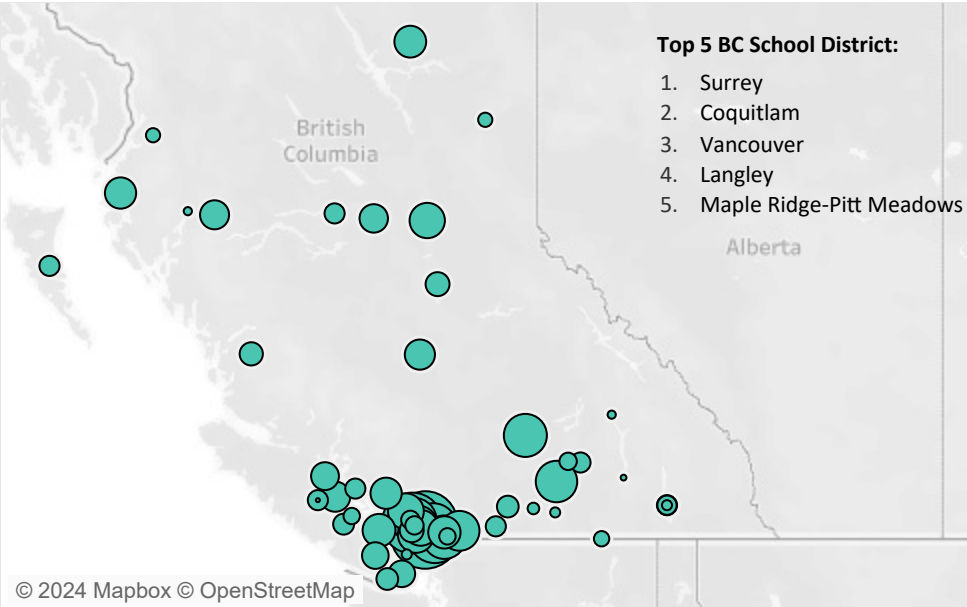 Top 5 BC School District:
1. Surrey
2. Coquitlam
3. Vancouver
4. Langley
5. Maple Ridge-Pitt Meadows
British
Columbia
Alberta
© 2024 Mapbox © OpenStreetMap